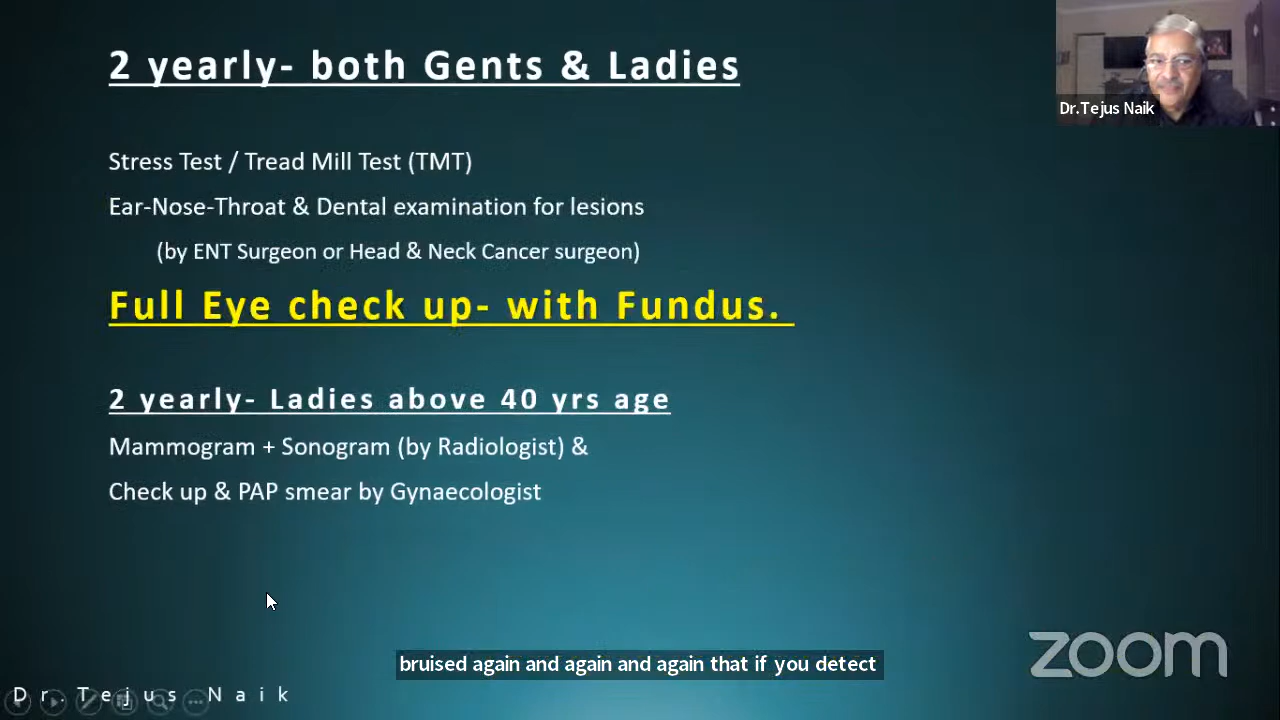 2 yearly- both Gents & Ladies
Dr.Tejus Naik
Stress Test / Tread Mill Test (TMT)
Ear-Nose-Throat & Dental examination for lesions
(by ENT Surgeon or Head & Neck Cancer surgeon)
Full Eye check up- with Fundus.
2 yearly- Ladies above 40 yrs age
Mammogram + Sonogram (by Radiologist) &
Check up & PAP smear by Gynaecologist
bruised again and again and again that if you detect
zoom
Dr. Tejus Naik